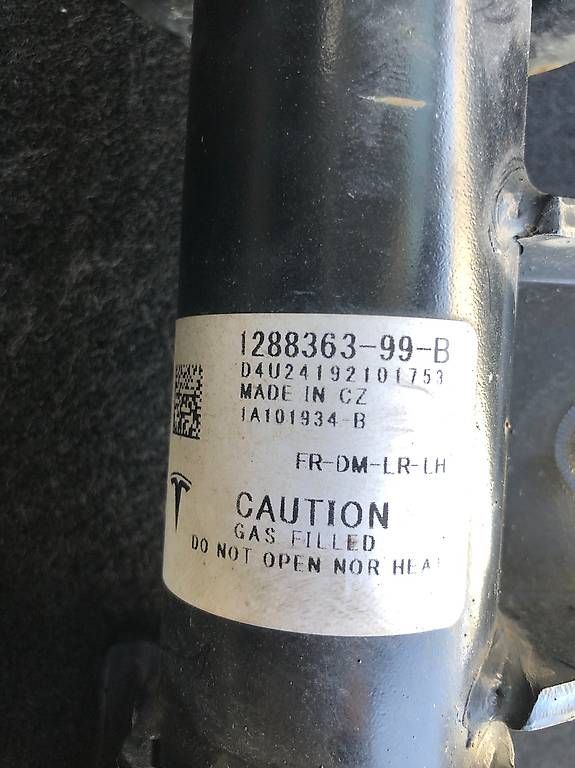 1288363-99-B
D4U24192101753
MADE IN CZ
1A101934-B
FR-DM-LR-LH
CAUTION
GAS FILLED
DO NOT OPEN NOR